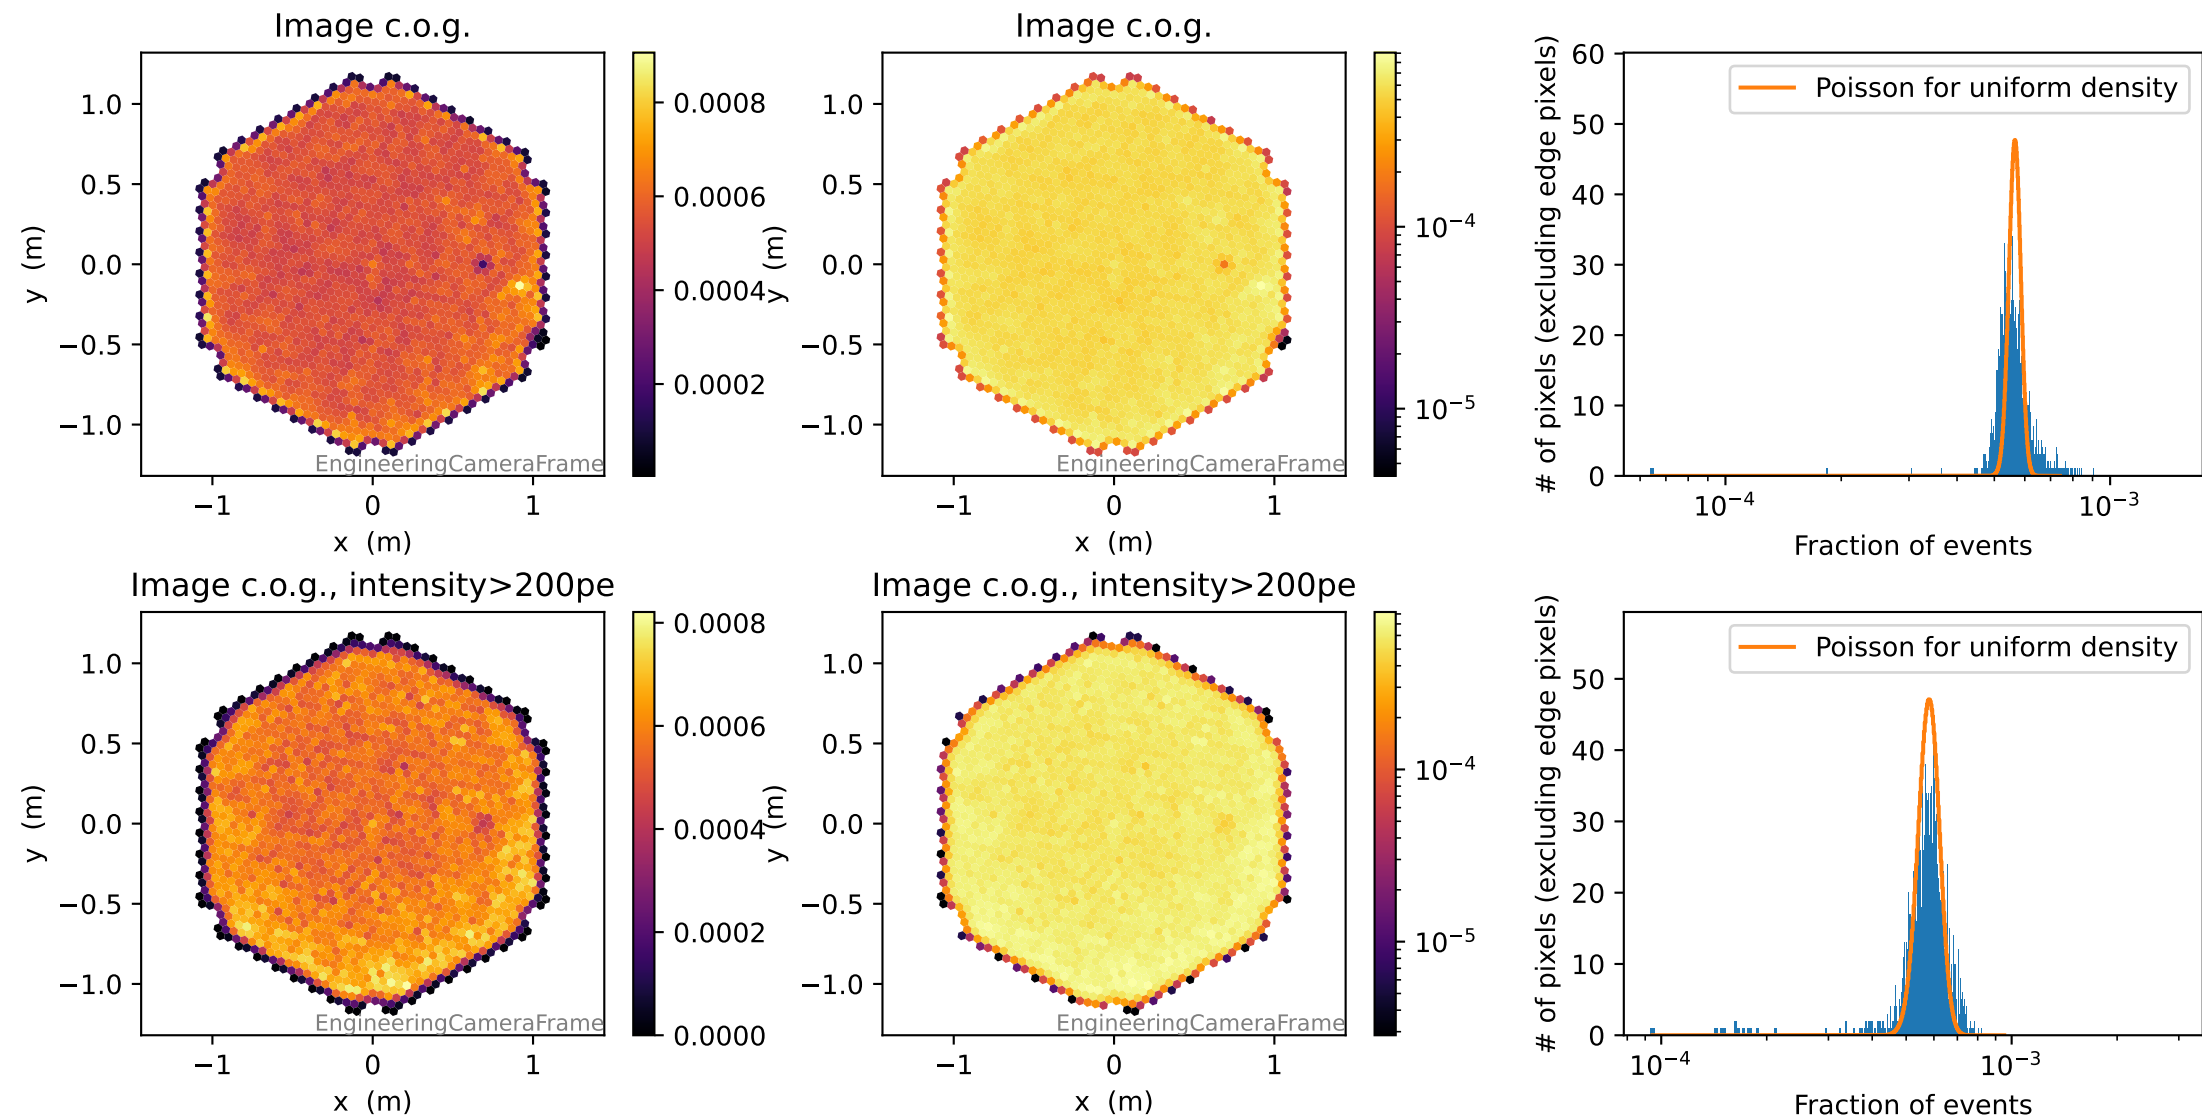 Image c.o.g.
y (m)
1.0
0.5
0.0
−0.5
−1.0
−1
0
1
x (m)
EngineeringCameraFrame
0.0008
0.0006
0.0004
0.0002
Image c.o.g.
y (m)
1.0
0.5
0.0
−0.5
−1.0
−1
0
1
x (m)
EngineeringCameraFrame
10⁻⁴
10⁻⁵
# of pixels (excluding edge pixels)
60
50
40
30
20
10
0
Poisson for uniform density
10⁻⁴
10⁻³
Fraction of events
Image c.o.g., intensity>200pe
y (m)
1.0
0.5
0.0
−0.5
−1.0
−1
0
1
x (m)
EngineeringCameraFrame
0.0008
0.0006
0.0004
0.0002
0.0000
Image c.o.g., intensity>200pe
y (m)
1.0
0.5
0.0
−0.5
−1.0
−1
0
1
x (m)
EngineeringCameraFrame
10⁻⁴
10⁻⁵
# of pixels (excluding edge pixels)
50
40
30
20
10
0
Poisson for uniform density
10⁻⁴
10⁻³
Fraction of events